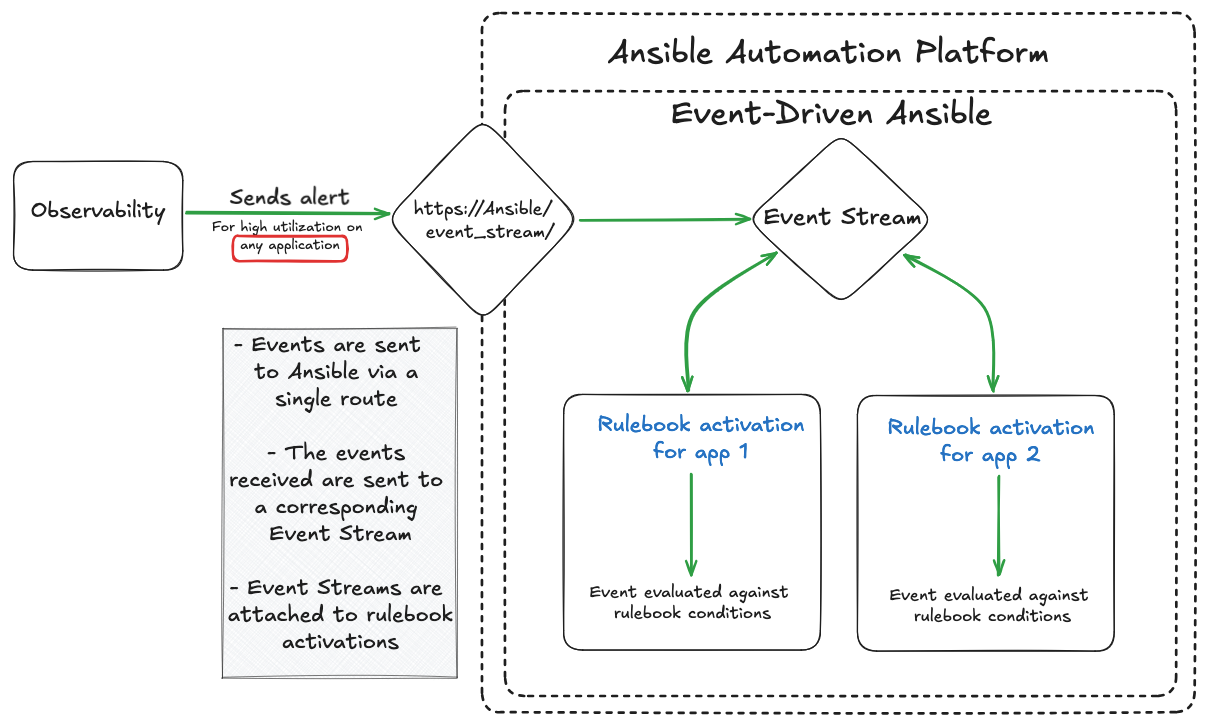 Ansible Automation Platform
Event-Driven Ansible
Observability
Sends alert
For high utilization on
any application
https://Ansible/
event_stream/
Event Stream
- Events are sent
to Ansible via a
single route
- The events
received are sent to
a corresponding
Event Stream
- Event Streams are
attached to rulebook
activations
Rulebook activation
for app 1
Event evaluated against
rulebook conditions
Rulebook activation
for app 2
Event evaluated against
rulebook conditions